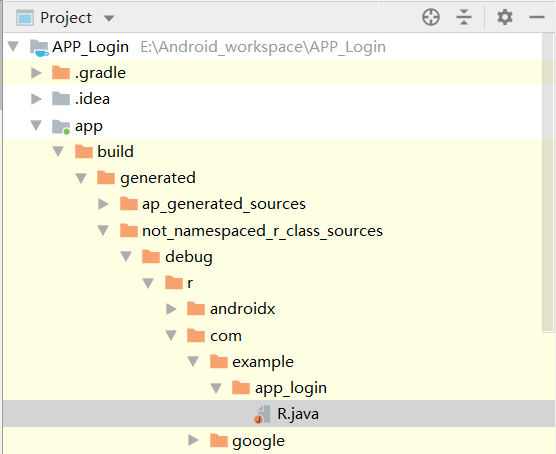 Project
APP_Login E:\Android_workspace\APP_Login
.gradle
.idea
app
build
generated
ap_generated_sources
not_namespaced_r_class_sources
debug
r
androidx
com
example
app_login
R.java
google